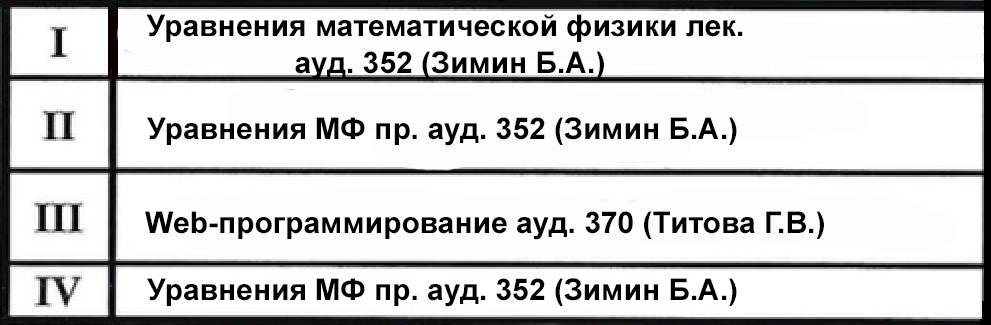 I
Уравнения математической физики лек.
ауд. 352 (Зимин Б.А.)
II
Уравнения МФ пр. ауд. 352 (Зимин Б.А.)
III
Web-программирование ауд. 370 (Титова Г.В.)
IV
Уравнения МФ пр. ауд. 352 (Зимин Б.А.)